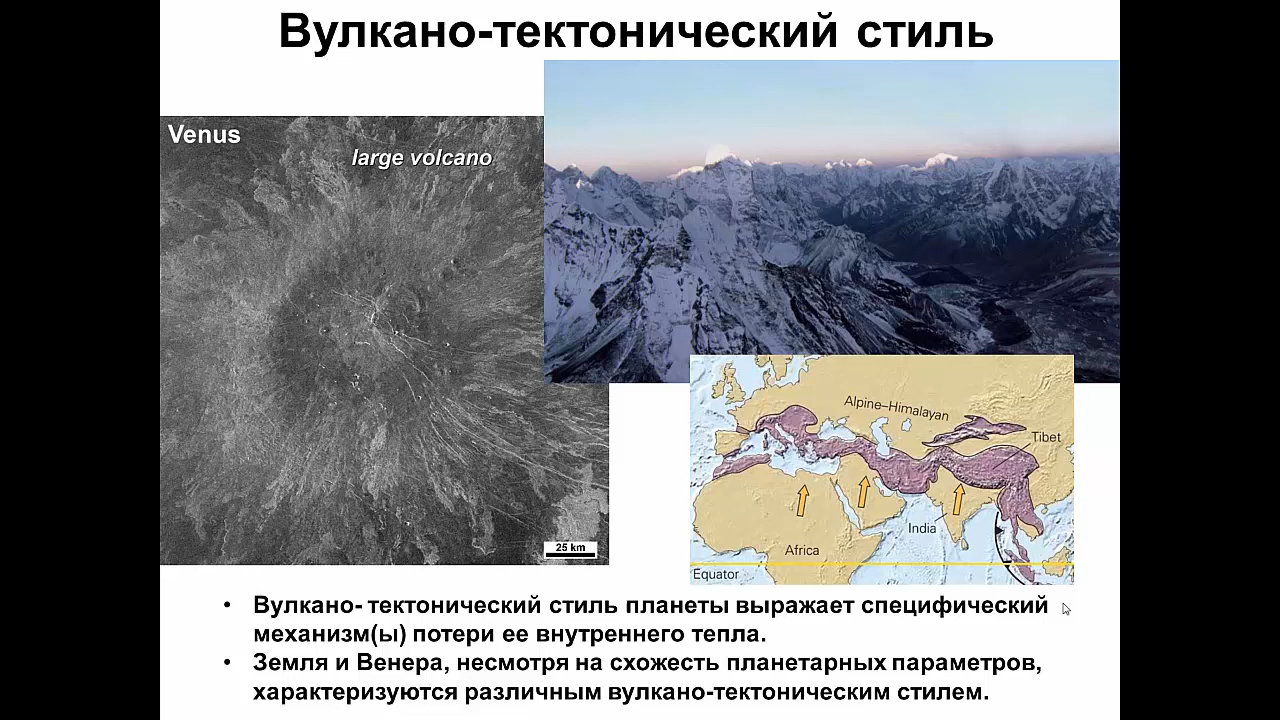 Вулкано-тектонический стиль
Venus
large volcano
25 km
Alpine–Himalayan
Tibet
India
Africa
Equator
• Вулкано- тектонический стиль планеты выражает специфический
механизм(ы) потери ее внутреннего тепла.
• Земля и Венера, несмотря на схожесть планетарных параметров,
характеризуются различным вулкано-тектоническим стилем.